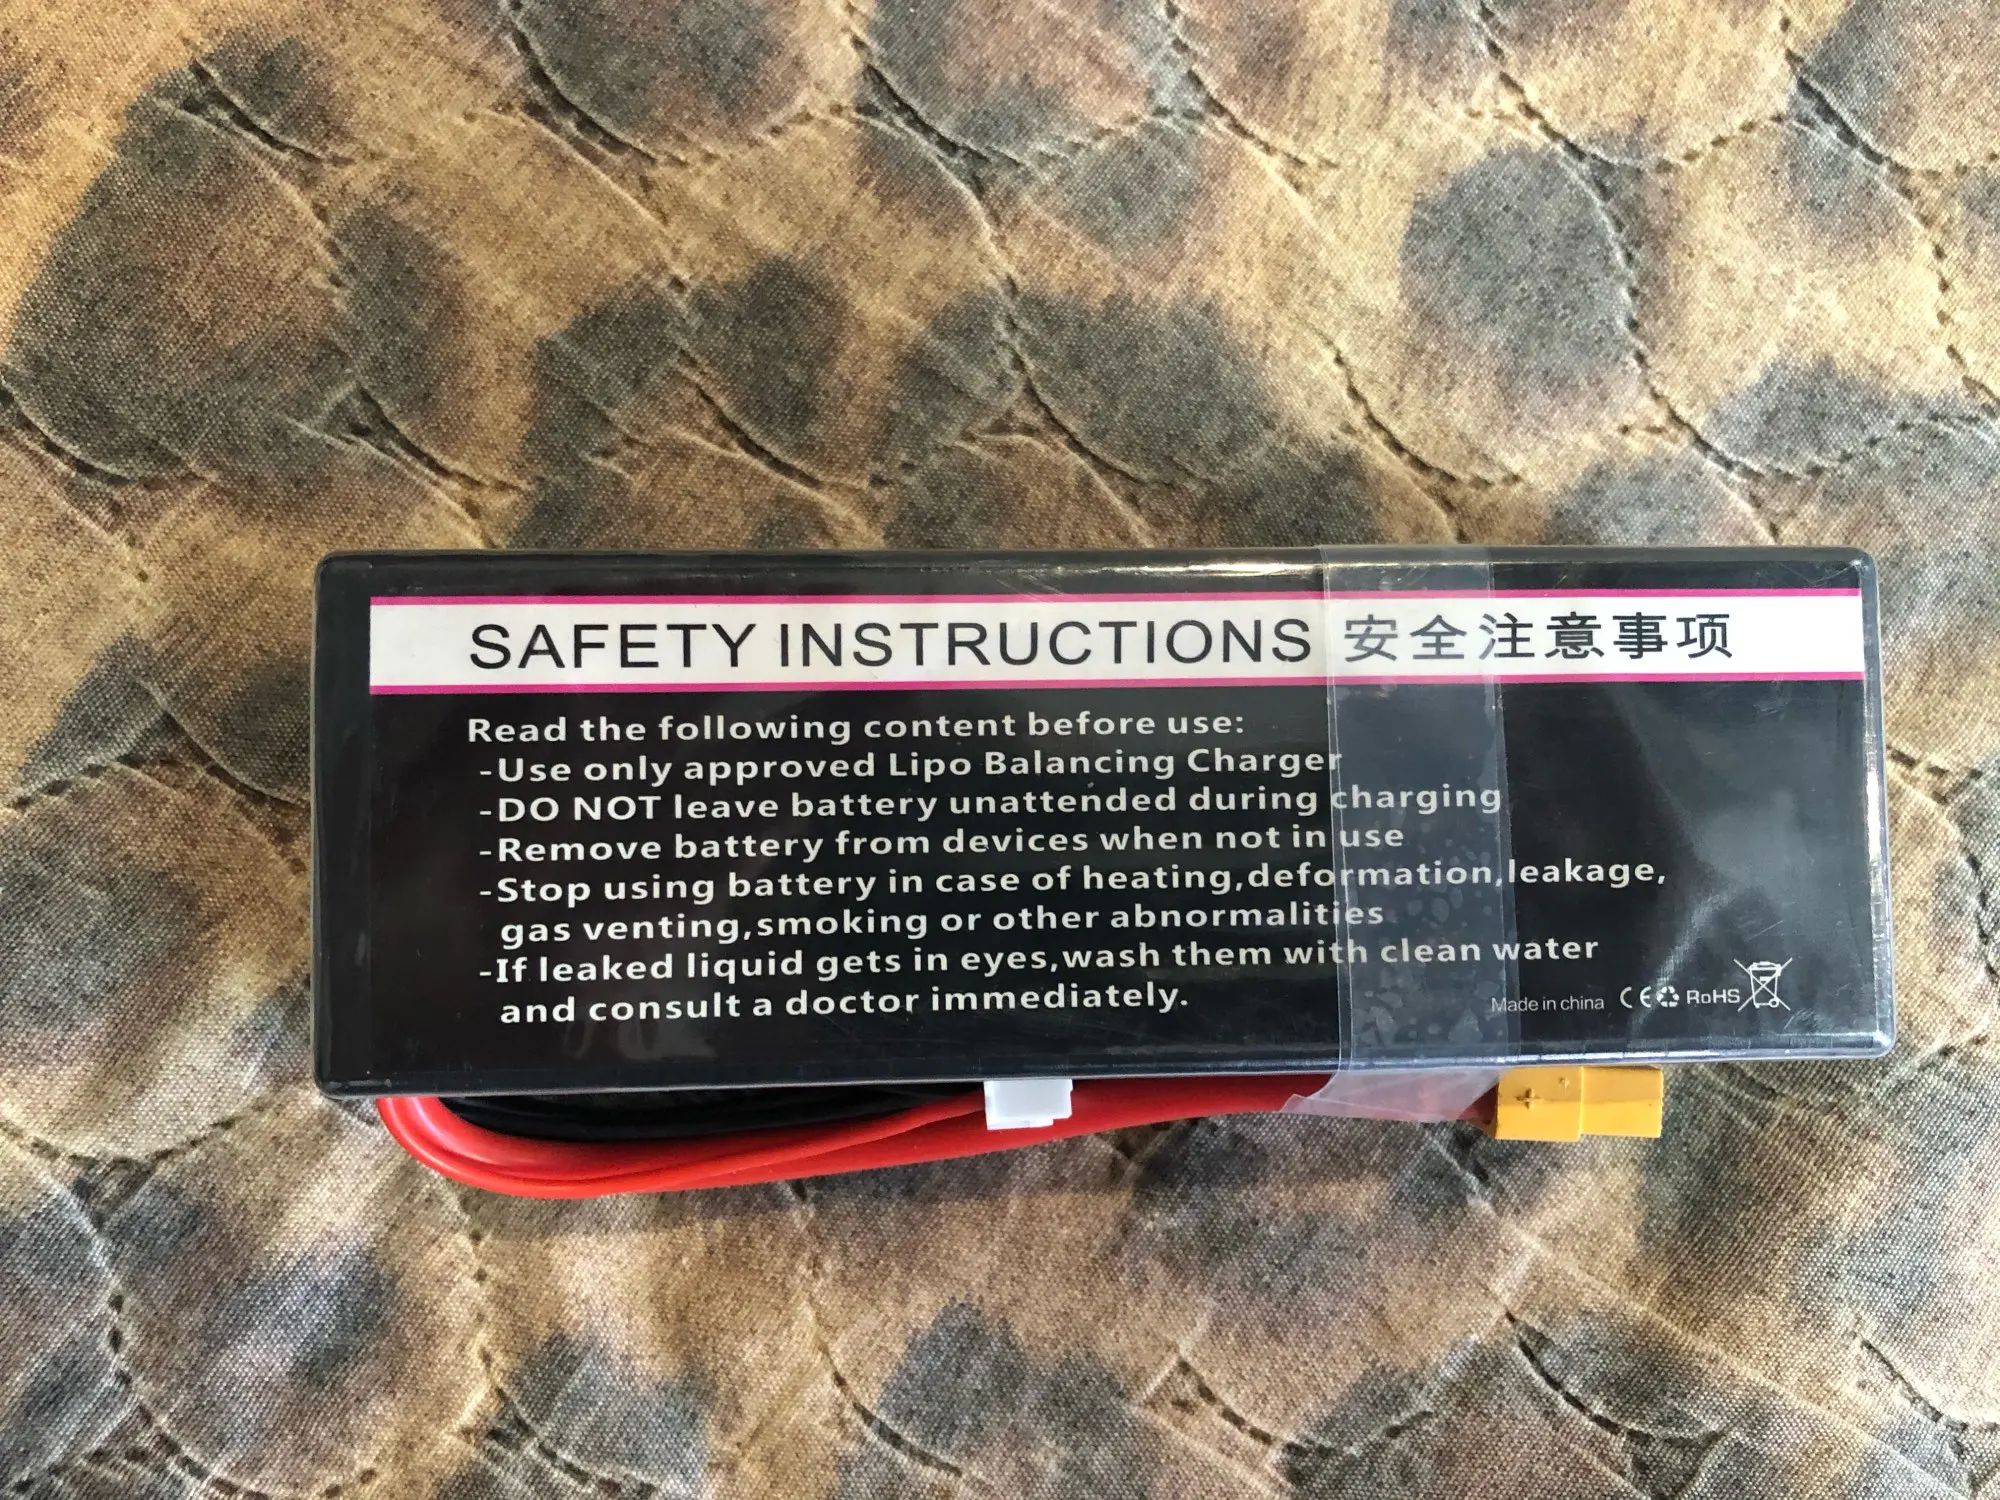 SAFETY INSTRUCTIONS 安全注意事项
Read the following content before use:
-Use only approved Lipo Balancing Charger
-DO NOT leave battery unattended during charging
-Remove battery from devices when not in use
-Stop using battery in case of heating,deformation,leakage,
gas venting,smoking or other abnormalities
-If leaked liquid gets in eyes,wash them with clean water
and consult a doctor immediately.
Made in china CE RoHS
+